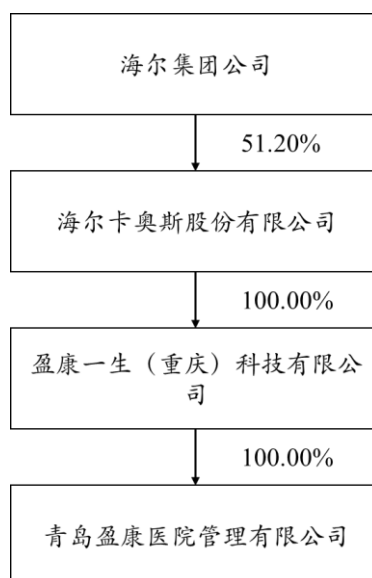 海尔集团公司
51.20%
海尔卡奥斯股份有限公司
100.00%
盈康一生（重庆）科技有限公
司
100.00%
青岛盈康医院管理有限公司